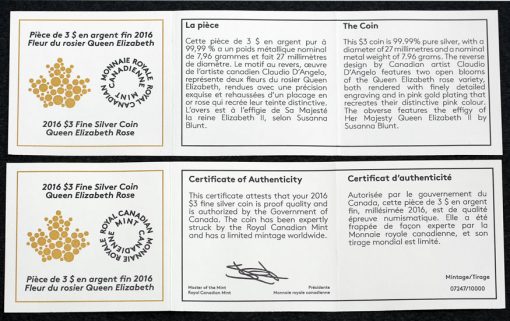 Pièce de 3 $ en argent fin 2016
Fleur du rosier Queen Elizabeth
MONNAIE ROYALE CANADIENNE
ROYAL CANADIAN MINT
2016 $3 Fine Silver Coin
Queen Elizabeth Rose
La pièce
Cette pièce de 3 $ en argent pur à
99,99 % a un poids métallique nominal
de 7,96 grammes et fait 27 millimètres
de diamètre. Le motif au revers, œuvre
de l'artiste canadien Claudio D'Angelo,
représente deux fleurs du rosier Queen
Elizabeth, rendues avec une précision
exquise et rehaussées d'un placage en
or rose qui recrée leur teinte distinctive.
L'avers est à l'effigie de Sa Majesté
la reine Elizabeth II, selon Susanna
Blunt.
The Coin
This $3 coin is 99.99% pure silver, with a
diameter of 27 millimetres and a nominal
metal weight of 7.96 grams. The reverse
design by Canadian artist Claudio
D'Angelo features two open blooms
of the Queen Elizabeth rose variety,
both rendered with finely detailed
engraving and in pink gold plating that
recreates their distinctive pink colour.
The obverse features the effigy of
Her Majesty Queen Elizabeth II by
Susanna Blunt.
2016 $3 Fine Silver Coin
Queen Elizabeth Rose
ROYAL CANADIAN MINT
MONNAIE ROYALE CANADIENNE
Pièce de 3 $ en argent fin 2016
Fleur du rosier Queen Elizabeth
Certificate of Authenticity
This certificate attests that your 2016
$3 fine silver coin is proof quality and
is authorized by the Government of
Canada. The coin has been expertly
struck by the Royal Canadian Mint
and has a limited mintage worldwide.
Master of the Mint
Royal Canadian Mint
Présidente
Monnaie royale canadienne
Certificat d'authenticité
Autorisée par le gouvernement du
Canada, cette pièce de 3 $ en argent
fin, millésimée 2016, est de qualité
épreuve numismatique. Elle a été
frappée de façon experte par la
Monnaie royale canadienne, et son
tirage mondial est limité.
Mintage/Tirage
07247/10000